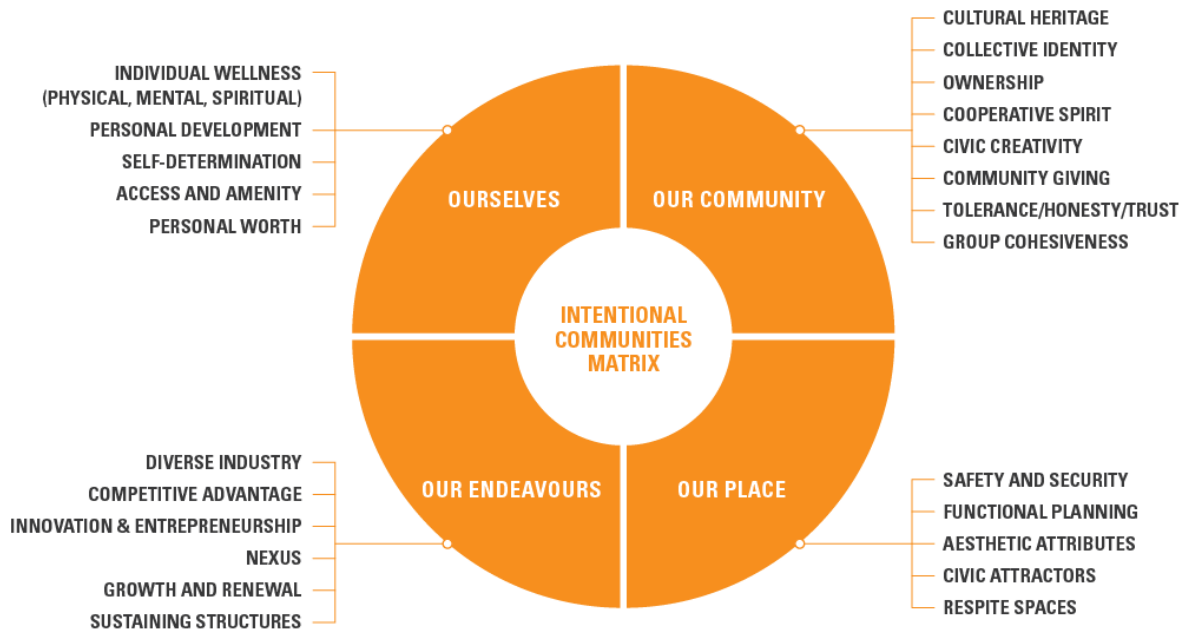 INDIVIDUAL WELLNESS
(PHYSICAL, MENTAL, SPIRITUAL)
PERSONAL DEVELOPMENT
SELF-DETERMINATION
ACCESS AND AMENITY
PERSONAL WORTH
OURSELVES
CULTURAL HERITAGE
COLLECTIVE IDENTITY
OWNERSHIP
COOPERATIVE SPIRIT
CIVIC CREATIVITY
COMMUNITY GIVING
TOLERANCE/HONESTY/TRUST
GROUP COHESIVENESS
OUR COMMUNITY
INTENTIONAL
COMMUNITIES
MATRIX
DIVERSE INDUSTRY
COMPETITIVE ADVANTAGE
INNOVATION & ENTREPRENEURSHIP
NEXUS
GROWTH AND RENEWAL
SUSTAINING STRUCTURES
OUR ENDEAVOURS
OUR PLACE
SAFETY AND SECURITY
FUNCTIONAL PLANNING
AESTHETIC ATTRIBUTES
CIVIC ATTRACTORS
RESPITE SPACES